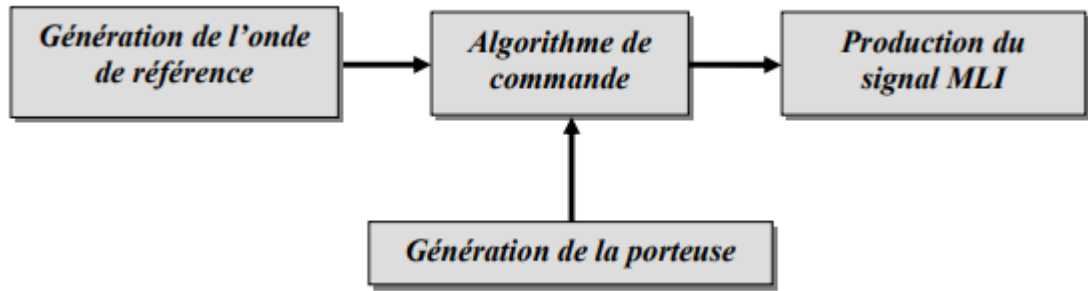 Génération de l’onde
de référence
Algorithme de
commande
Production du
signal MLI
Génération de la porteuse